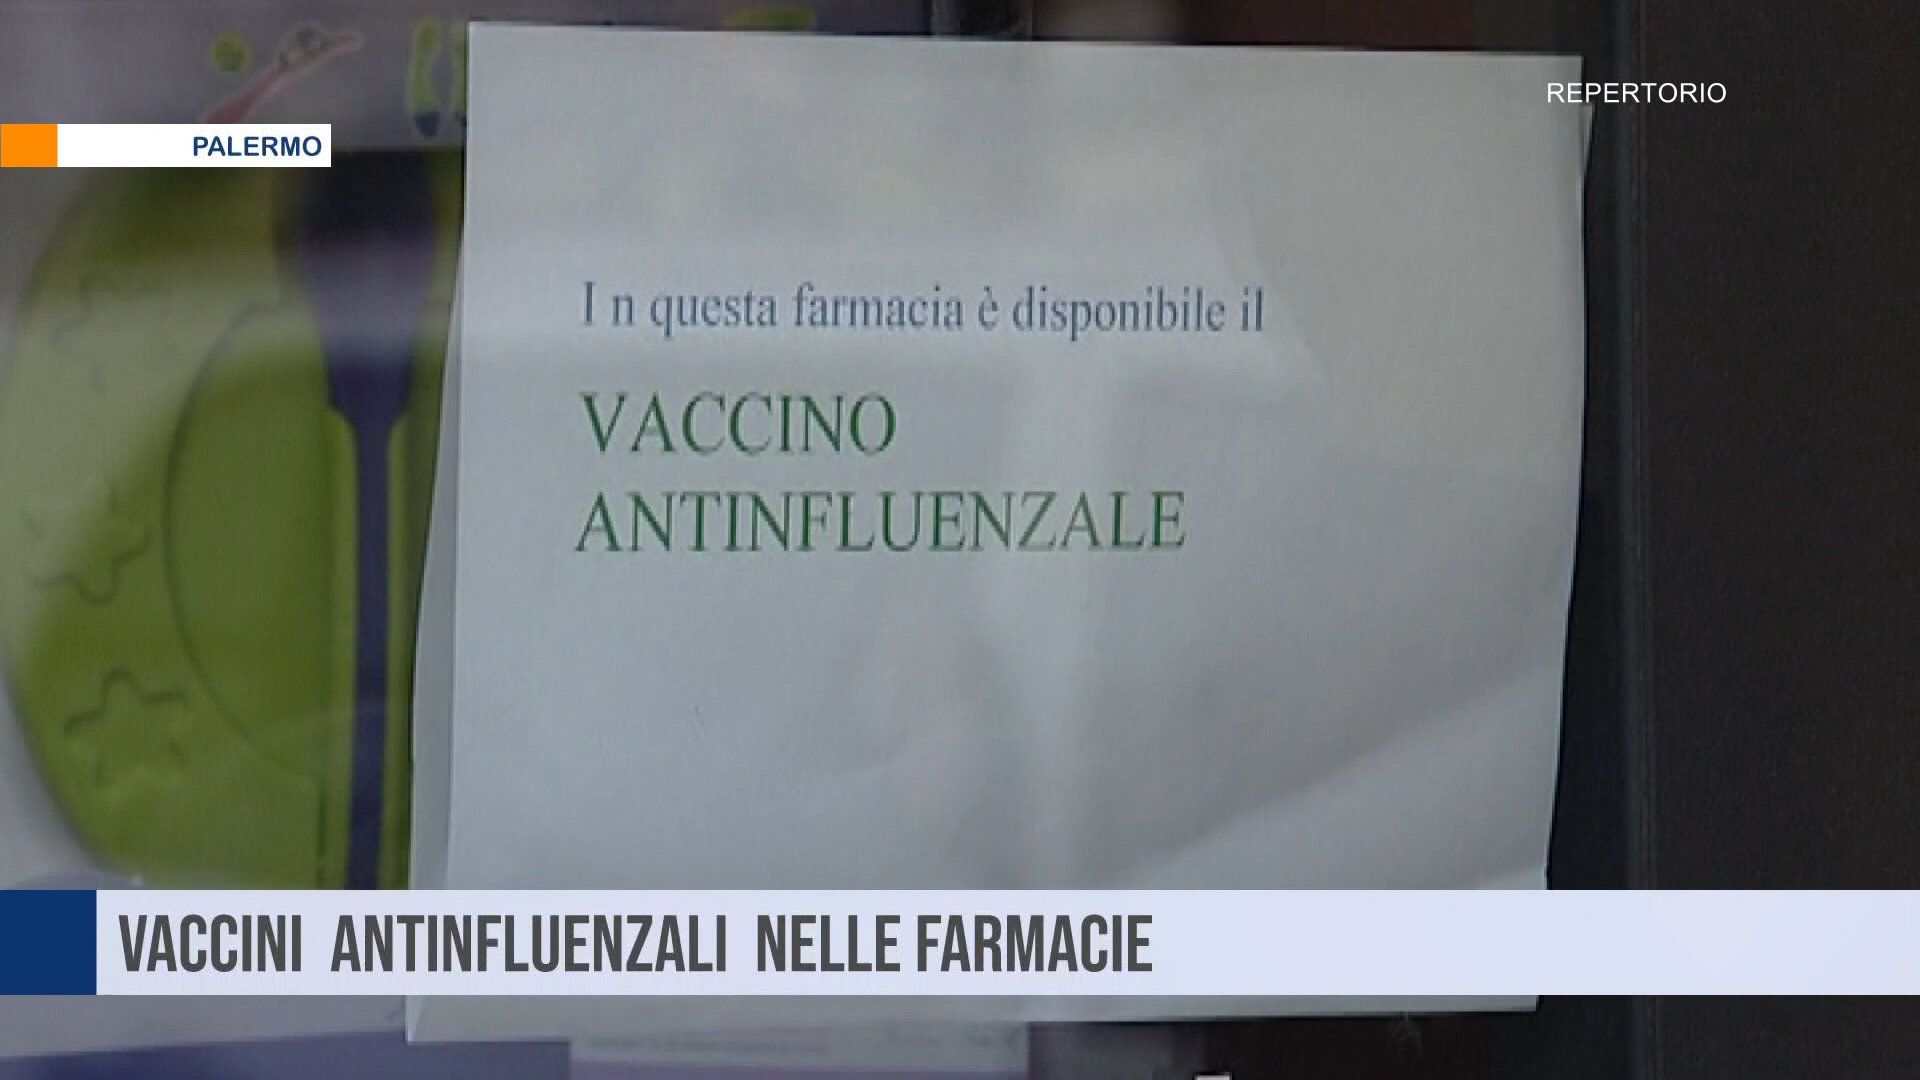 REPERTORIO
PALERMO
I n questa farmacia è disponibile il
VACCINO
ANTINFLUENZALE
VACCINI ANTINFLUENZALI NELLE FARMACIE